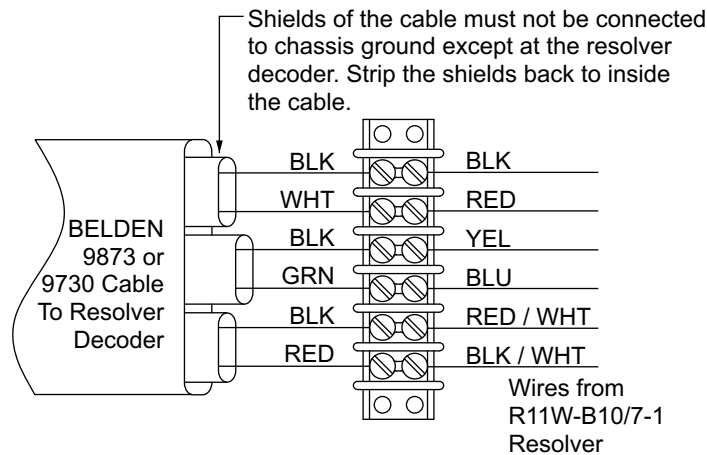 Shields of the cable must not be connected
to chassis ground except at the resolver
decoder. Strip the shields back to inside
the cable.
BLK BLK
WHT RED
BLK YEL
GRN BLU
BLK RED / WHT
RED BLK / WHT
BELDEN
9873 or
9730 Cable
To Resolver
Decoder
Wires from
R11W-B10/7-1
Resolver